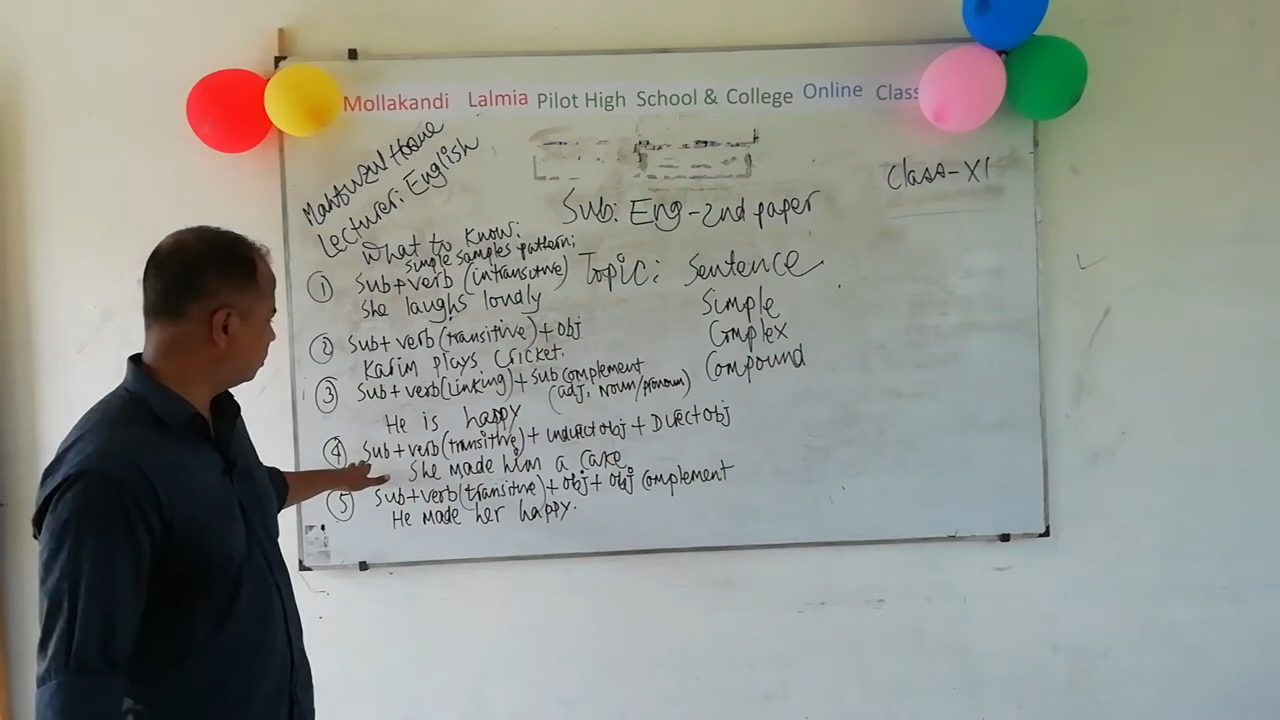 Mollakandi Lalmia Pilot High School & College Online Class
Mahfuzul Hoque
Lecturer: English
Class-XI
Sub: Eng-2nd paper
What to know:
Single samples pattern:
Topic: Sentence
Simple
Complex
Compound
① Sub+verb (intransitive)
She laughs loudly
② Sub+verb(transitive)+obj
Karim plays cricket.
③ Sub+verb(Linking)+Sub complement
(adj, Noun/pronoun)
He is happy
④ Sub+verb(transitive)+indirect obj+Direct obj
She made him a cake
⑤ Sub+verb(transitive)+obj+obj complement
He made her happy.